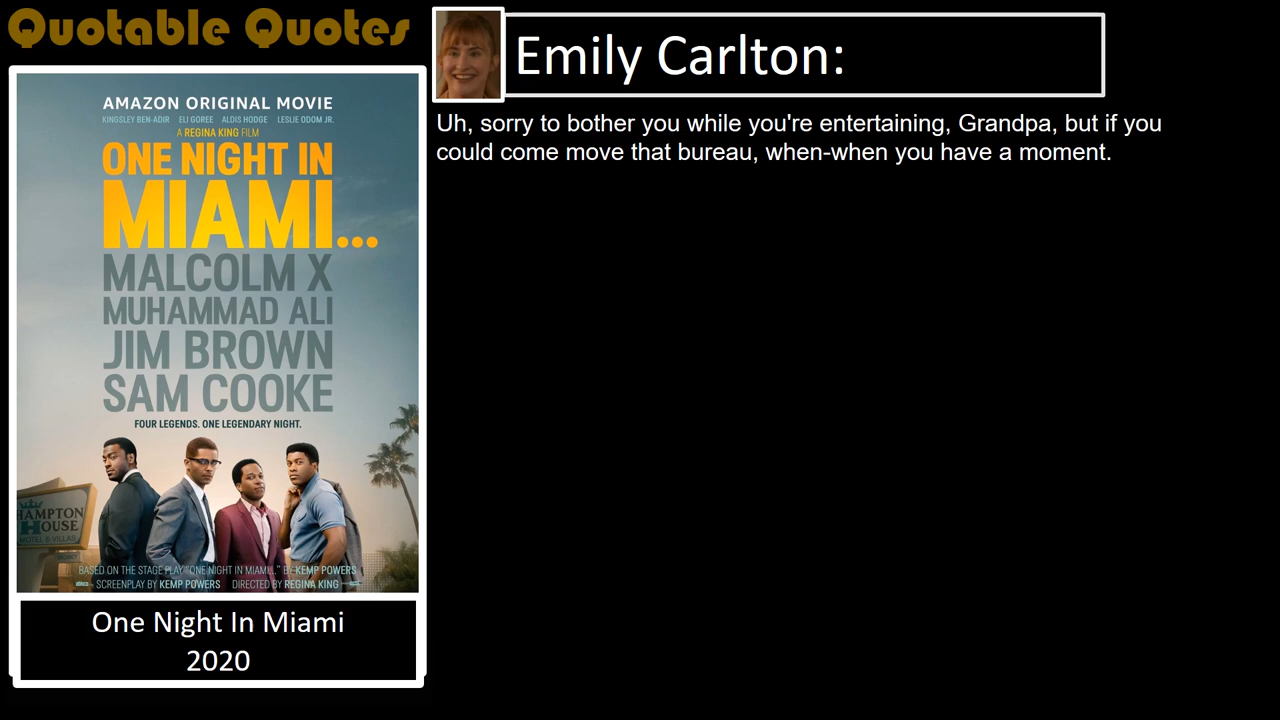 Quotable Quotes
Emily Carlton:
Uh, sorry to bother you while you're entertaining, Grandpa, but if you
could come move that bureau, when-when you have a moment.
AMAZON ORIGINAL MOVIE
KINGSLEY BEN-ADIR ELI GOREE ALDIS HODGE LESLIE ODOM JR.
A REGINA KING FILM
ONE NIGHT IN
MIAMI...
MALCOLM X
MUHAMMAD ALI
JIM BROWN
SAM COOKE
FOUR LEGENDS. ONE LEGENDARY NIGHT.
HAMPTON
HOUSE
MOTEL & VILLAS
BASED ON THE STAGE PLAY "ONE NIGHT IN MIAMI..." BY KEMP POWERS
SCREENPLAY BY KEMP POWERS DIRECTED BY REGINA KING
One Night In Miami
2020